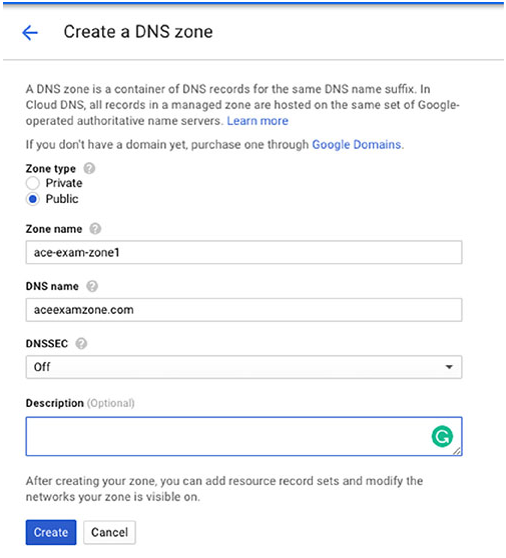 Create a DNS zone
A DNS zone is a container of DNS records for the same DNS name suffix. In
Cloud DNS, all records in a managed zone are hosted on the same set of Google-
operated authoritative name servers. Learn more
If you don't have a domain yet, purchase one through Google Domains.
Zone type ?
Private
Public
Zone name ?
ace-exam-zone1
DNS name ?
aceexamzone.com
DNSSEC ?
Off
Description (Optional)
After creating your zone, you can add resource record sets and modify the
networks your zone is visible on.
Create Cancel